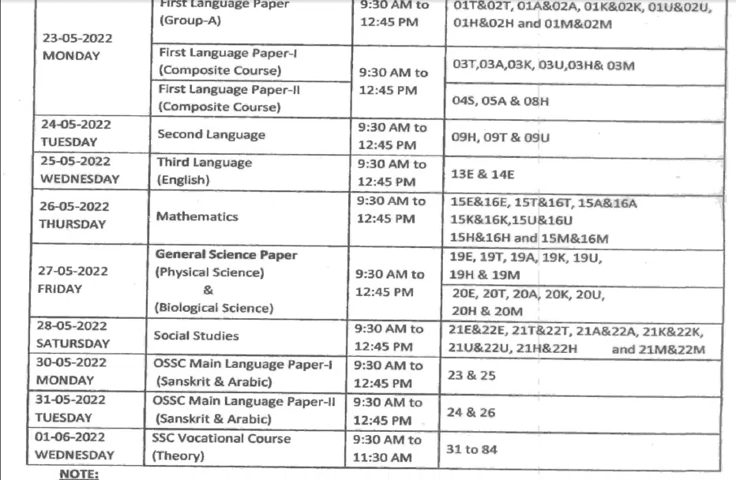 First Language Paper
(Group-A)
9:30 AM to
12:45 PM
01T&02T, 01A&02A, 01K&02K, 01U&02U,
01H&02H and 01M&02M
23-05-2022
MONDAY
First Language Paper-I
(Composite Course)
9:30 AM to
12:45 PM
03T,03A,03K, 03U,03H& 03M
First Language Paper-II
(Composite Course)
04S, 05A & 08H
24-05-2022
TUESDAY
Second Language
9:30 AM to
12:45 PM
09H, 09T & 09U
25-05-2022
WEDNESDAY
Third Language
(English)
9:30 AM to
12:45 PM
13E & 14E
26-05-2022
THURSDAY
Mathematics
9:30 AM to
12:45 PM
15E&16E, 15T&16T, 15A&16A
15K&16K,15U&16U
15H&16H and 15M&16M
27-05-2022
FRIDAY
General Science Paper
(Physical Science)
&
(Biological Science)
9:30 AM to
12:45 PM
19E, 19T, 19A, 19K, 19U,
19H & 19M
20E, 20T, 20A, 20K, 20U,
20H & 20M
28-05-2022
SATURSDAY
Social Studies
9:30 AM to
12:45 PM
21E&22E, 21T&22T, 21A&22A, 21K&22K,
21U&22U, 21H&22H and 21M&22M
30-05-2022
MONDAY
OSSC Main Language Paper-I
(Sanskrit & Arabic)
9:30 AM to
12:45 PM
23 & 25
31-05-2022
TUESDAY
OSSC Main Language Paper-II
(Sanskrit & Arabic)
9:30 AM to
12:45 PM
24 & 26
01-06-2022
WEDNESDAY
SSC Vocational Course
(Theory)
9:30 AM to
11:30 AM
31 to 84
NOTE: